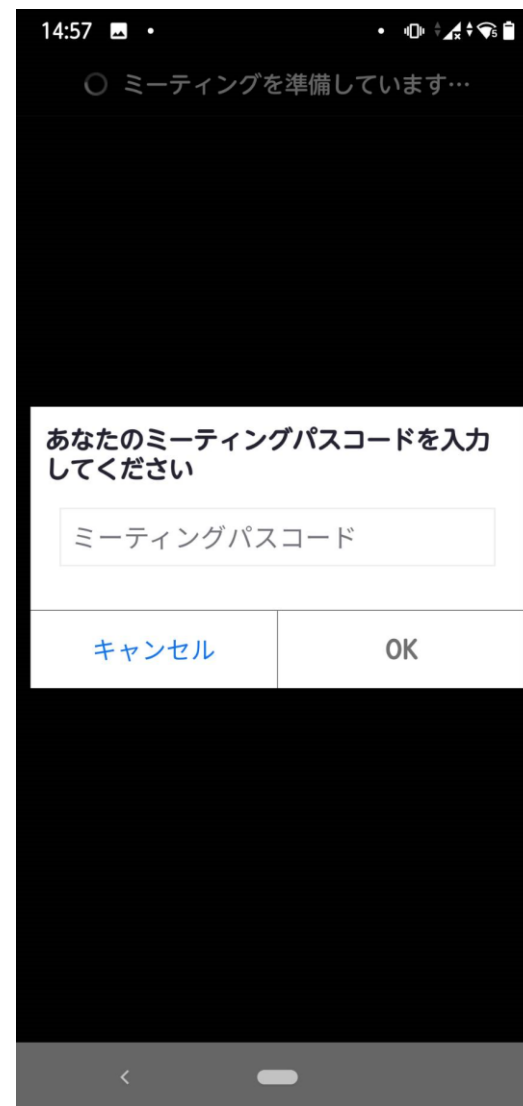 14:57
ミーティングを準備しています…
あなたのミーティングパスコードを入力
してください
ミーティングパスコード
キャンセル
OK